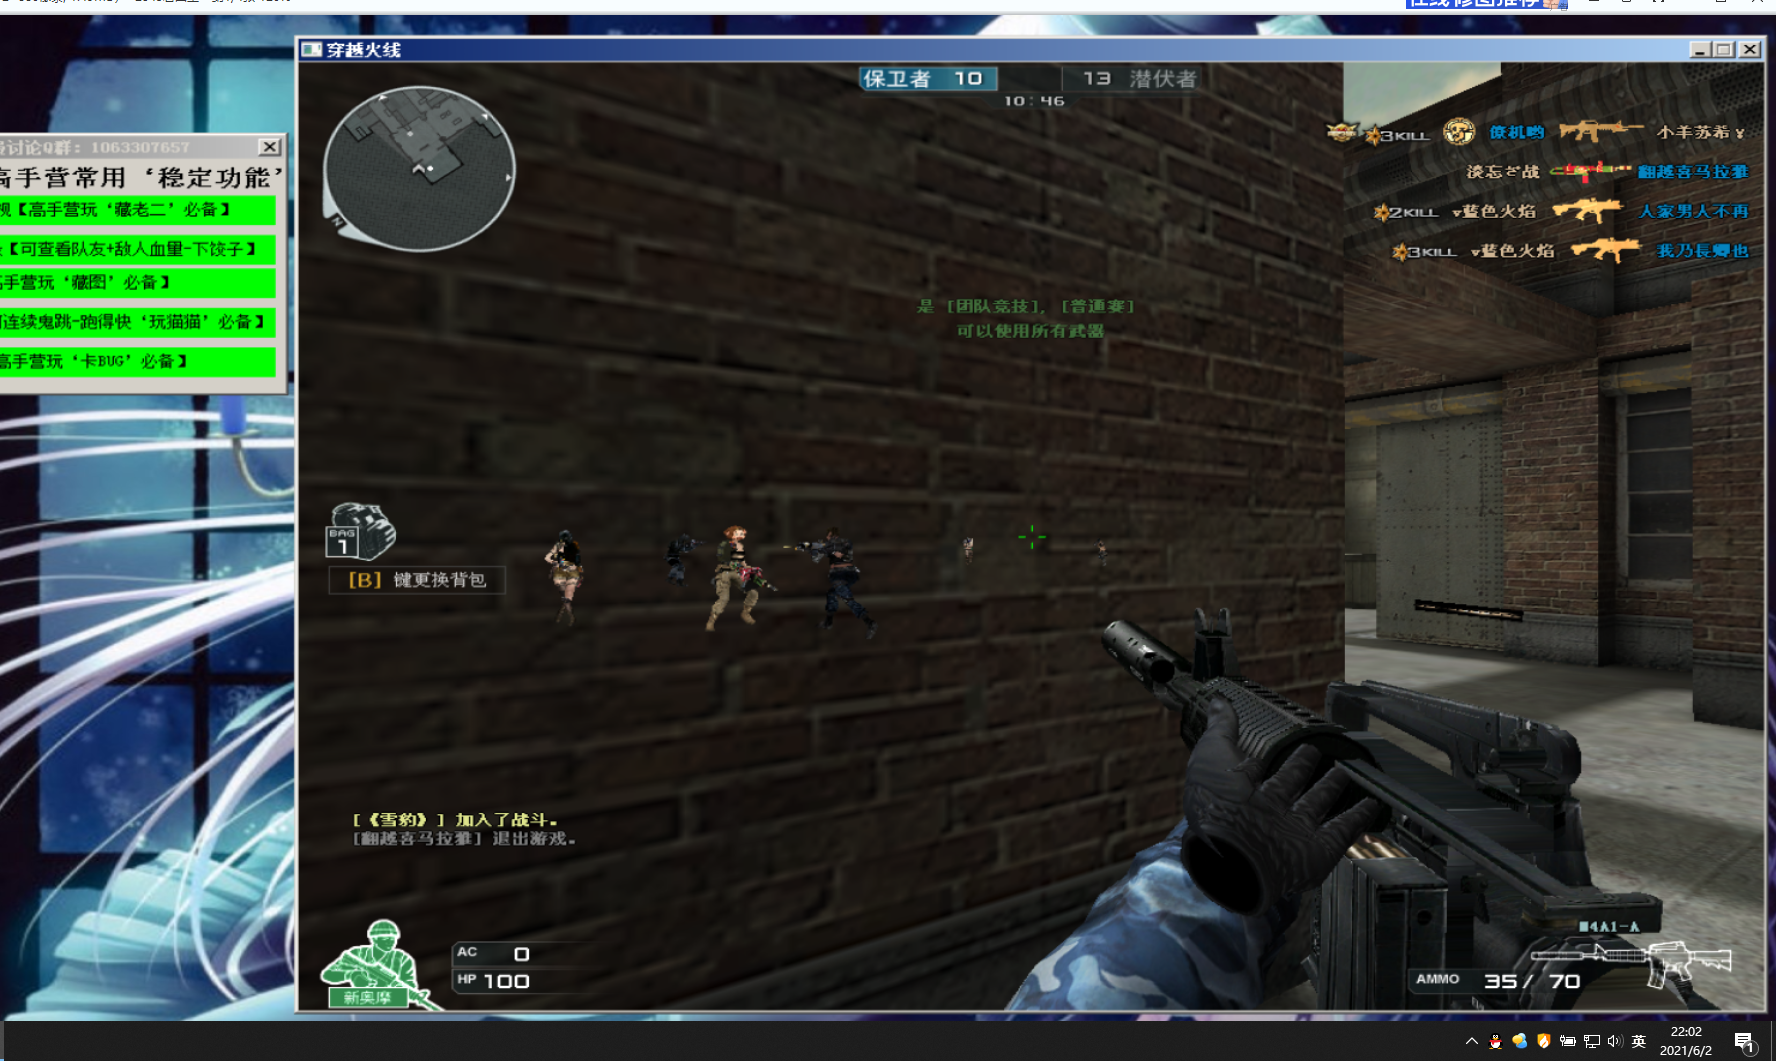 穿越火线
保卫者 10
13 潜伏者
10:46
3KILL 僚机哟 小羊苏希¥
淡忘ざ战 翻越喜马拉雅
2KILL v蓝色火焰 人家男人不再
3KILL v蓝色火焰 我乃長卿也
讨论Q群: 1063307657
高手营常用‘稳定功能’
视【高手营玩‘藏老二’必备】
【可查看队友+敌人血量-下饺子】
高手营玩‘藏图’必备】
连续鬼跳-跑得快‘玩猫猫’必备】
高手营玩‘卡BUG’必备】
是 [团队竞技], [普通赛]
可以使用所有武器
N
BAG
1
[B] 键更换背包
[《雪豹》] 加入了战斗。
[翻越喜马拉雅] 退出游戏。
新奥摩
AC 0
HP 100
M4A1-A
AMMO 35/ 70
英
22:02
2021/6/2
1